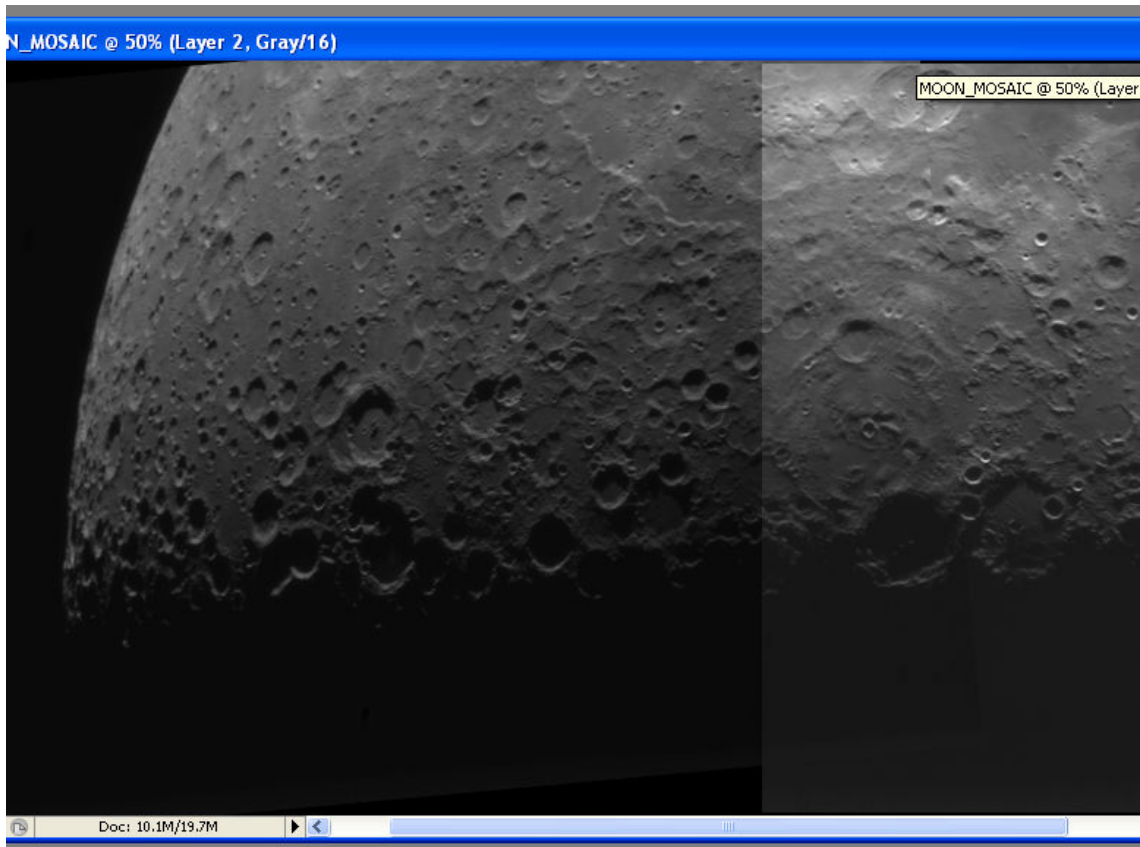 N_MOSAIC @ 50% (Layer 2, Gray/16)
MOON_MOSAIC @ 50% (Layer
Doc: 10.1M/19.7M